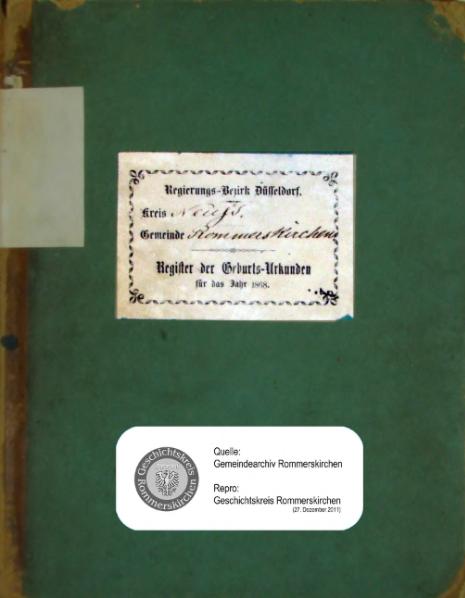 Regierungs-Bezirk Düsseldorf.
Kreis Neuß.
Gemeinde Rommerskirchen
Register der Geburts-Urkunden
für das Jahr 1868.
Geschichtskreis
Rommerskirchen
Quelle:
Gemeindearchiv Rommerskirchen
Repro:
Geschichtskreis Rommerskirchen
(27. Dezember 2011)